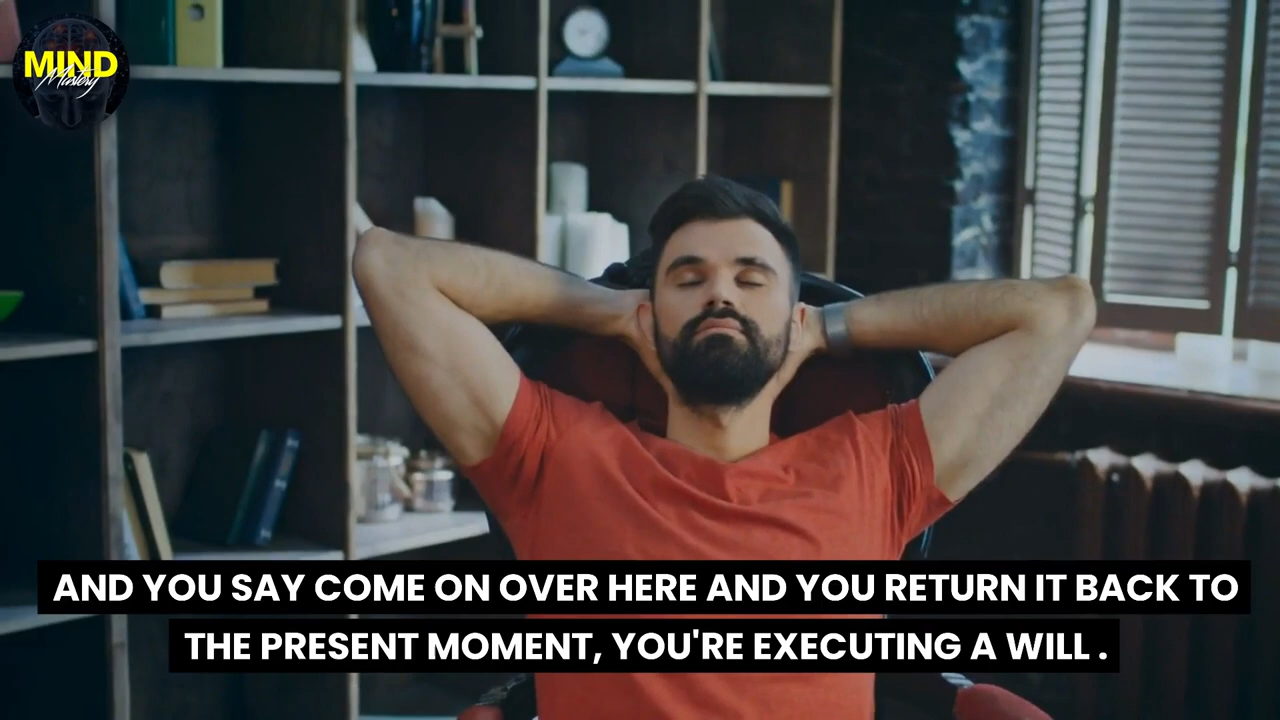 MIND
Mastery
AND YOU SAY COME ON OVER HERE AND YOU RETURN IT BACK TO
THE PRESENT MOMENT, YOU'RE EXECUTING A WILL .